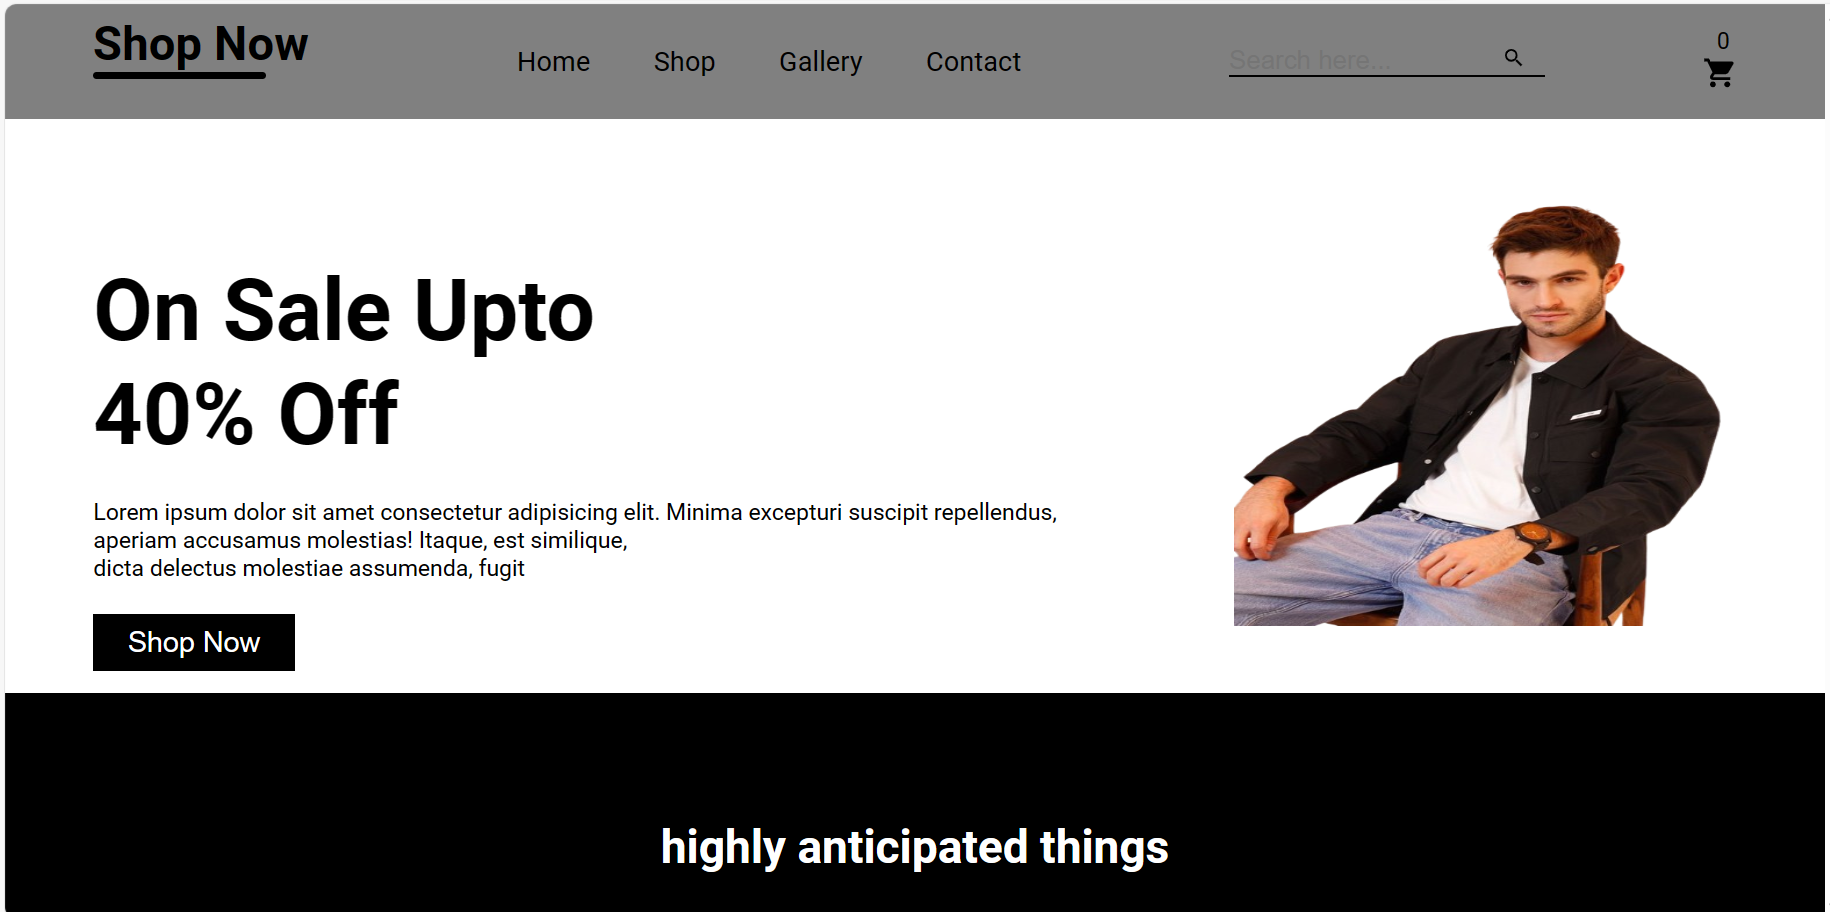 Shop Now
Home Shop Gallery Contact
Search here...
0
On Sale Upto
40% Off
Lorem ipsum dolor sit amet consectetur adipisicing elit. Minima excepturi suscipit repellendus,
aperiam accusamus molestias! Itaque, est similique,
dicta delectus molestiae assumenda, fugit
Shop Now
highly anticipated things